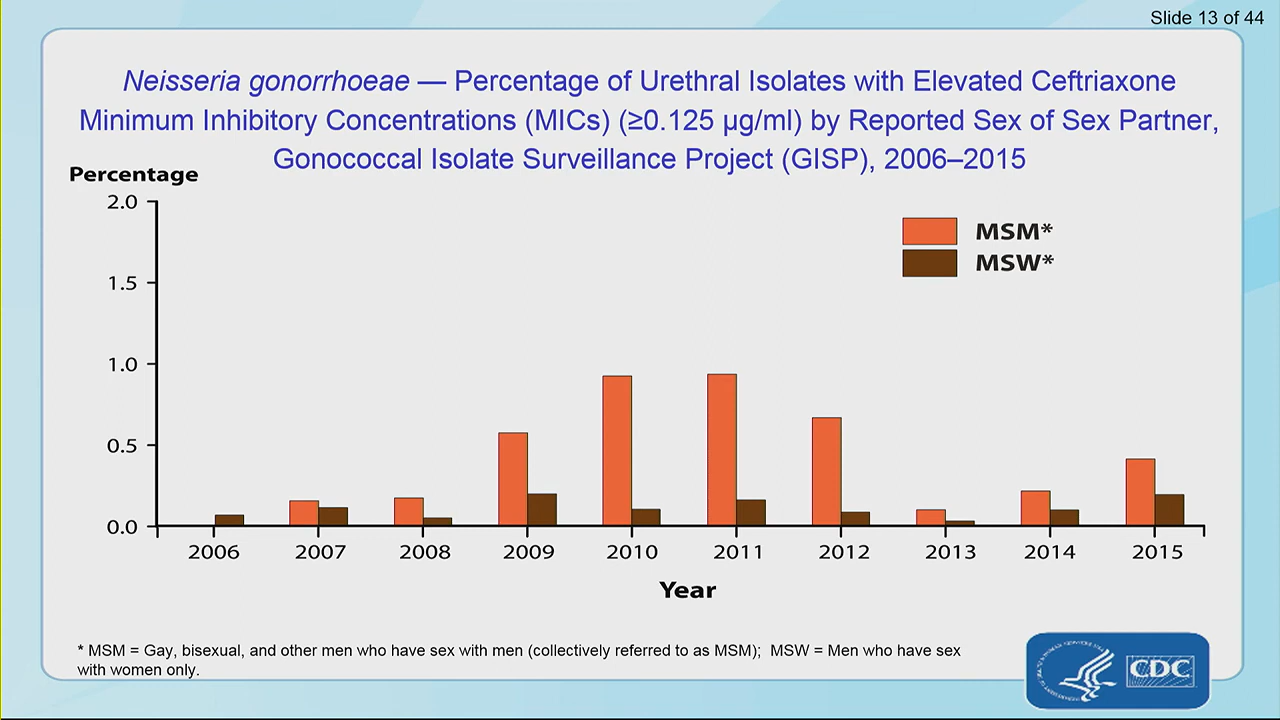 Slide 13 of 44
Neisseria gonorrhoeae — Percentage of Urethral Isolates with Elevated Ceftriaxone
Minimum Inhibitory Concentrations (MICs) (≥0.125 µg/ml) by Reported Sex of Sex Partner,
Gonococcal Isolate Surveillance Project (GISP), 2006–2015
Percentage
2.0
1.5
1.0
0.5
0.0
MSM*
MSW*
2006 2007 2008 2009 2010 2011 2012 2013 2014 2015
Year
* MSM = Gay, bisexual, and other men who have sex with men (collectively referred to as MSM); MSW = Men who have sex
with women only.
CDC